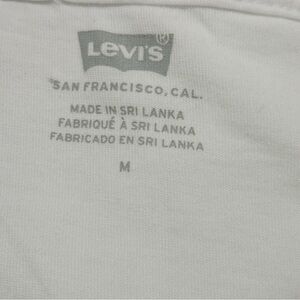 LEVI'S®
SAN FRANCISCO, CAL.
MADE IN SRI LANKA
FABRIQUÉ À SRI LANKA
FABRICADO EN SRI LANKA
M